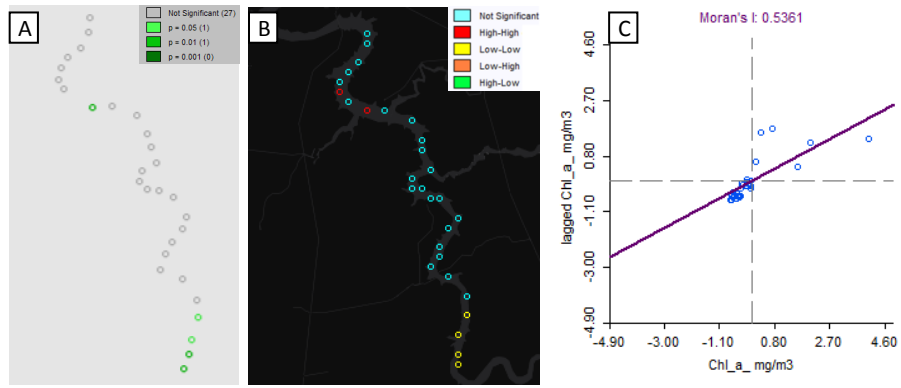 A
Not Significant (27)
p = 0.05 (1)
p = 0.01 (1)
p = 0.001 (0)
B
Not Significant
High-High
Low-Low
Low-High
High-Low
C
Moran's I: 0.5361
4.60
2.70
0.80
-1.10
-3.00
-4.90
lagged Chl_a_ mg/m3
-4.90 -3.00 -1.10 0.80 2.70 4.60
Chl_a_ mg/m3